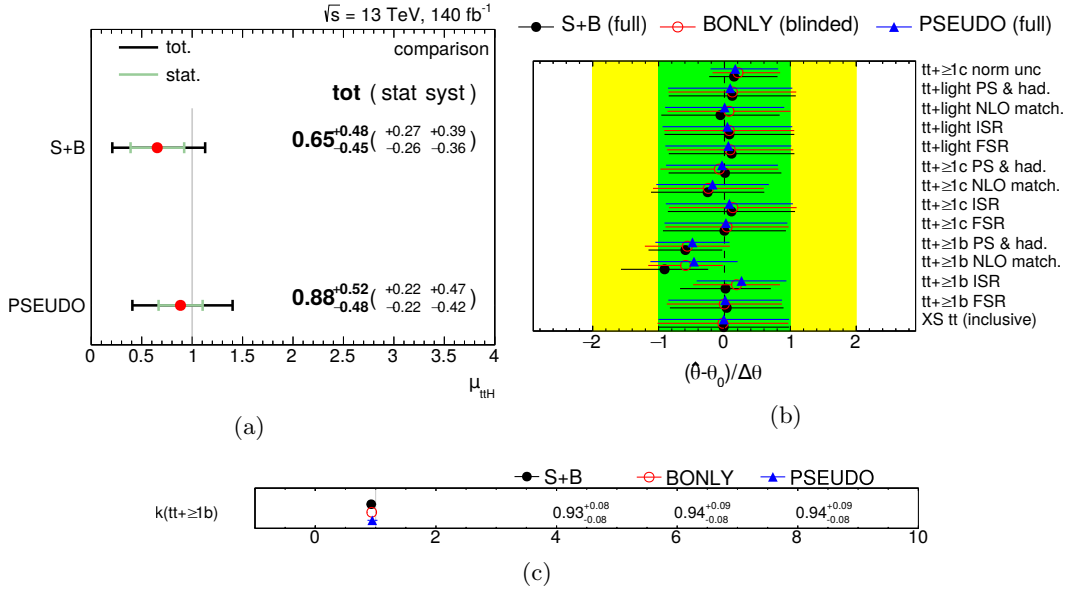 √s = 13 TeV, 140 fb⁻¹
tot.
stat.
comparison
tot ( stat syst )
S+B
0.65 +0.48 −0.45 ( +0.27 −0.26 +0.39 −0.36 )
PSEUDO
0.88 +0.52 −0.48 ( +0.22 −0.22 +0.47 −0.42 )
0 0.5 1 1.5 2 2.5 3 3.5 4
μttH
(a)
S+B (full) BONLY (blinded) PSEUDO (full)
tt+≥1c norm unc
tt+light PS & had.
tt+light NLO match.
tt+light ISR
tt+light FSR
tt+≥1c PS & had.
tt+≥1c NLO match.
tt+≥1c ISR
tt+≥1c FSR
tt+≥1b PS & had.
tt+≥1b NLO match.
tt+≥1b ISR
tt+≥1b FSR
XS tt (inclusive)
−2 −1 0 1 2
(θ̂-θ₀)/Δθ
(b)
S+B BONLY PSEUDO
k(tt+≥1b)
0.93 +0.08 -0.08 0.94 +0.09 -0.08 0.94 +0.09 -0.08
0 2 4 6 8 10
(c)